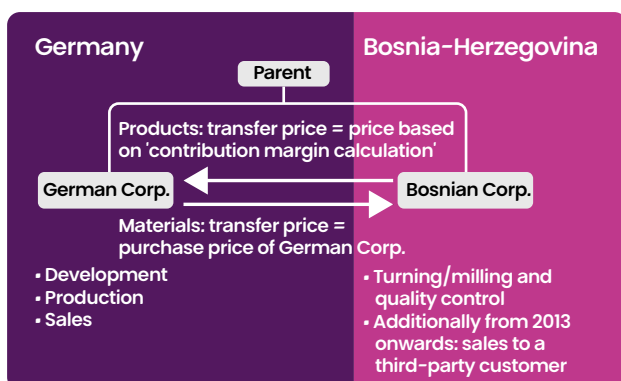 Germany
Bosnia-Herzegovina
Parent
Products: transfer price = price based
on 'contribution margin calculation'
German Corp.
Bosnian Corp.
Materials: transfer price =
purchase price of German Corp.
▪ Development
▪ Production
▪ Sales
▪ Turning/milling and
quality control
▪ Additionally from 2013
onwards: sales to a
third-party customer